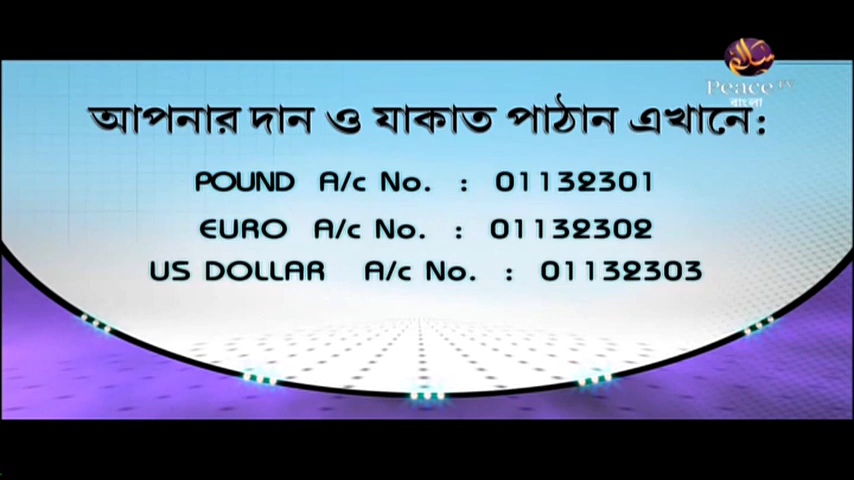 Peace TV
বাংলা
আপনার দান ও যাকাত পাঠান এখানে:
POUND A/c No. : 01132301
EURO A/c No. : 01132302
US DOLLAR A/c No. : 01132303